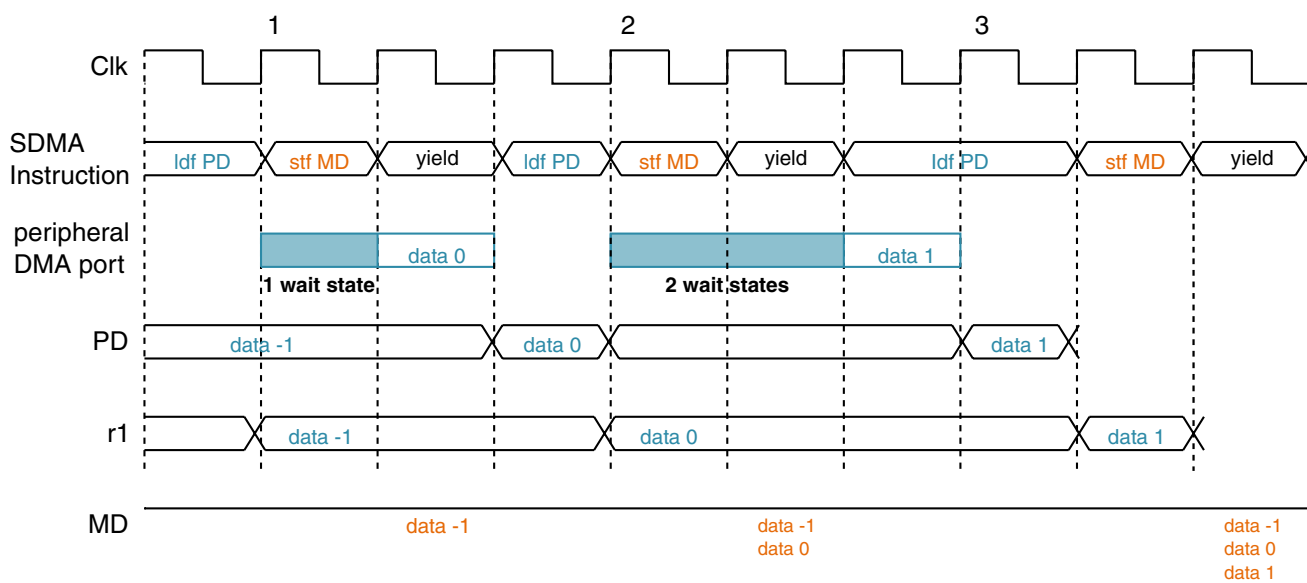 1 2 3
Clk
SDMA
Instruction
ldf PD stf MD yield ldf PD stf MD yield ldf PD stf MD yield
peripheral
DMA port
data 0 data 1
1 wait state 2 wait states
PD data -1 data 0 data 1
r1 data -1 data 0 data 1
MD data -1 data -1 data -1
data 0 data 0
data 1